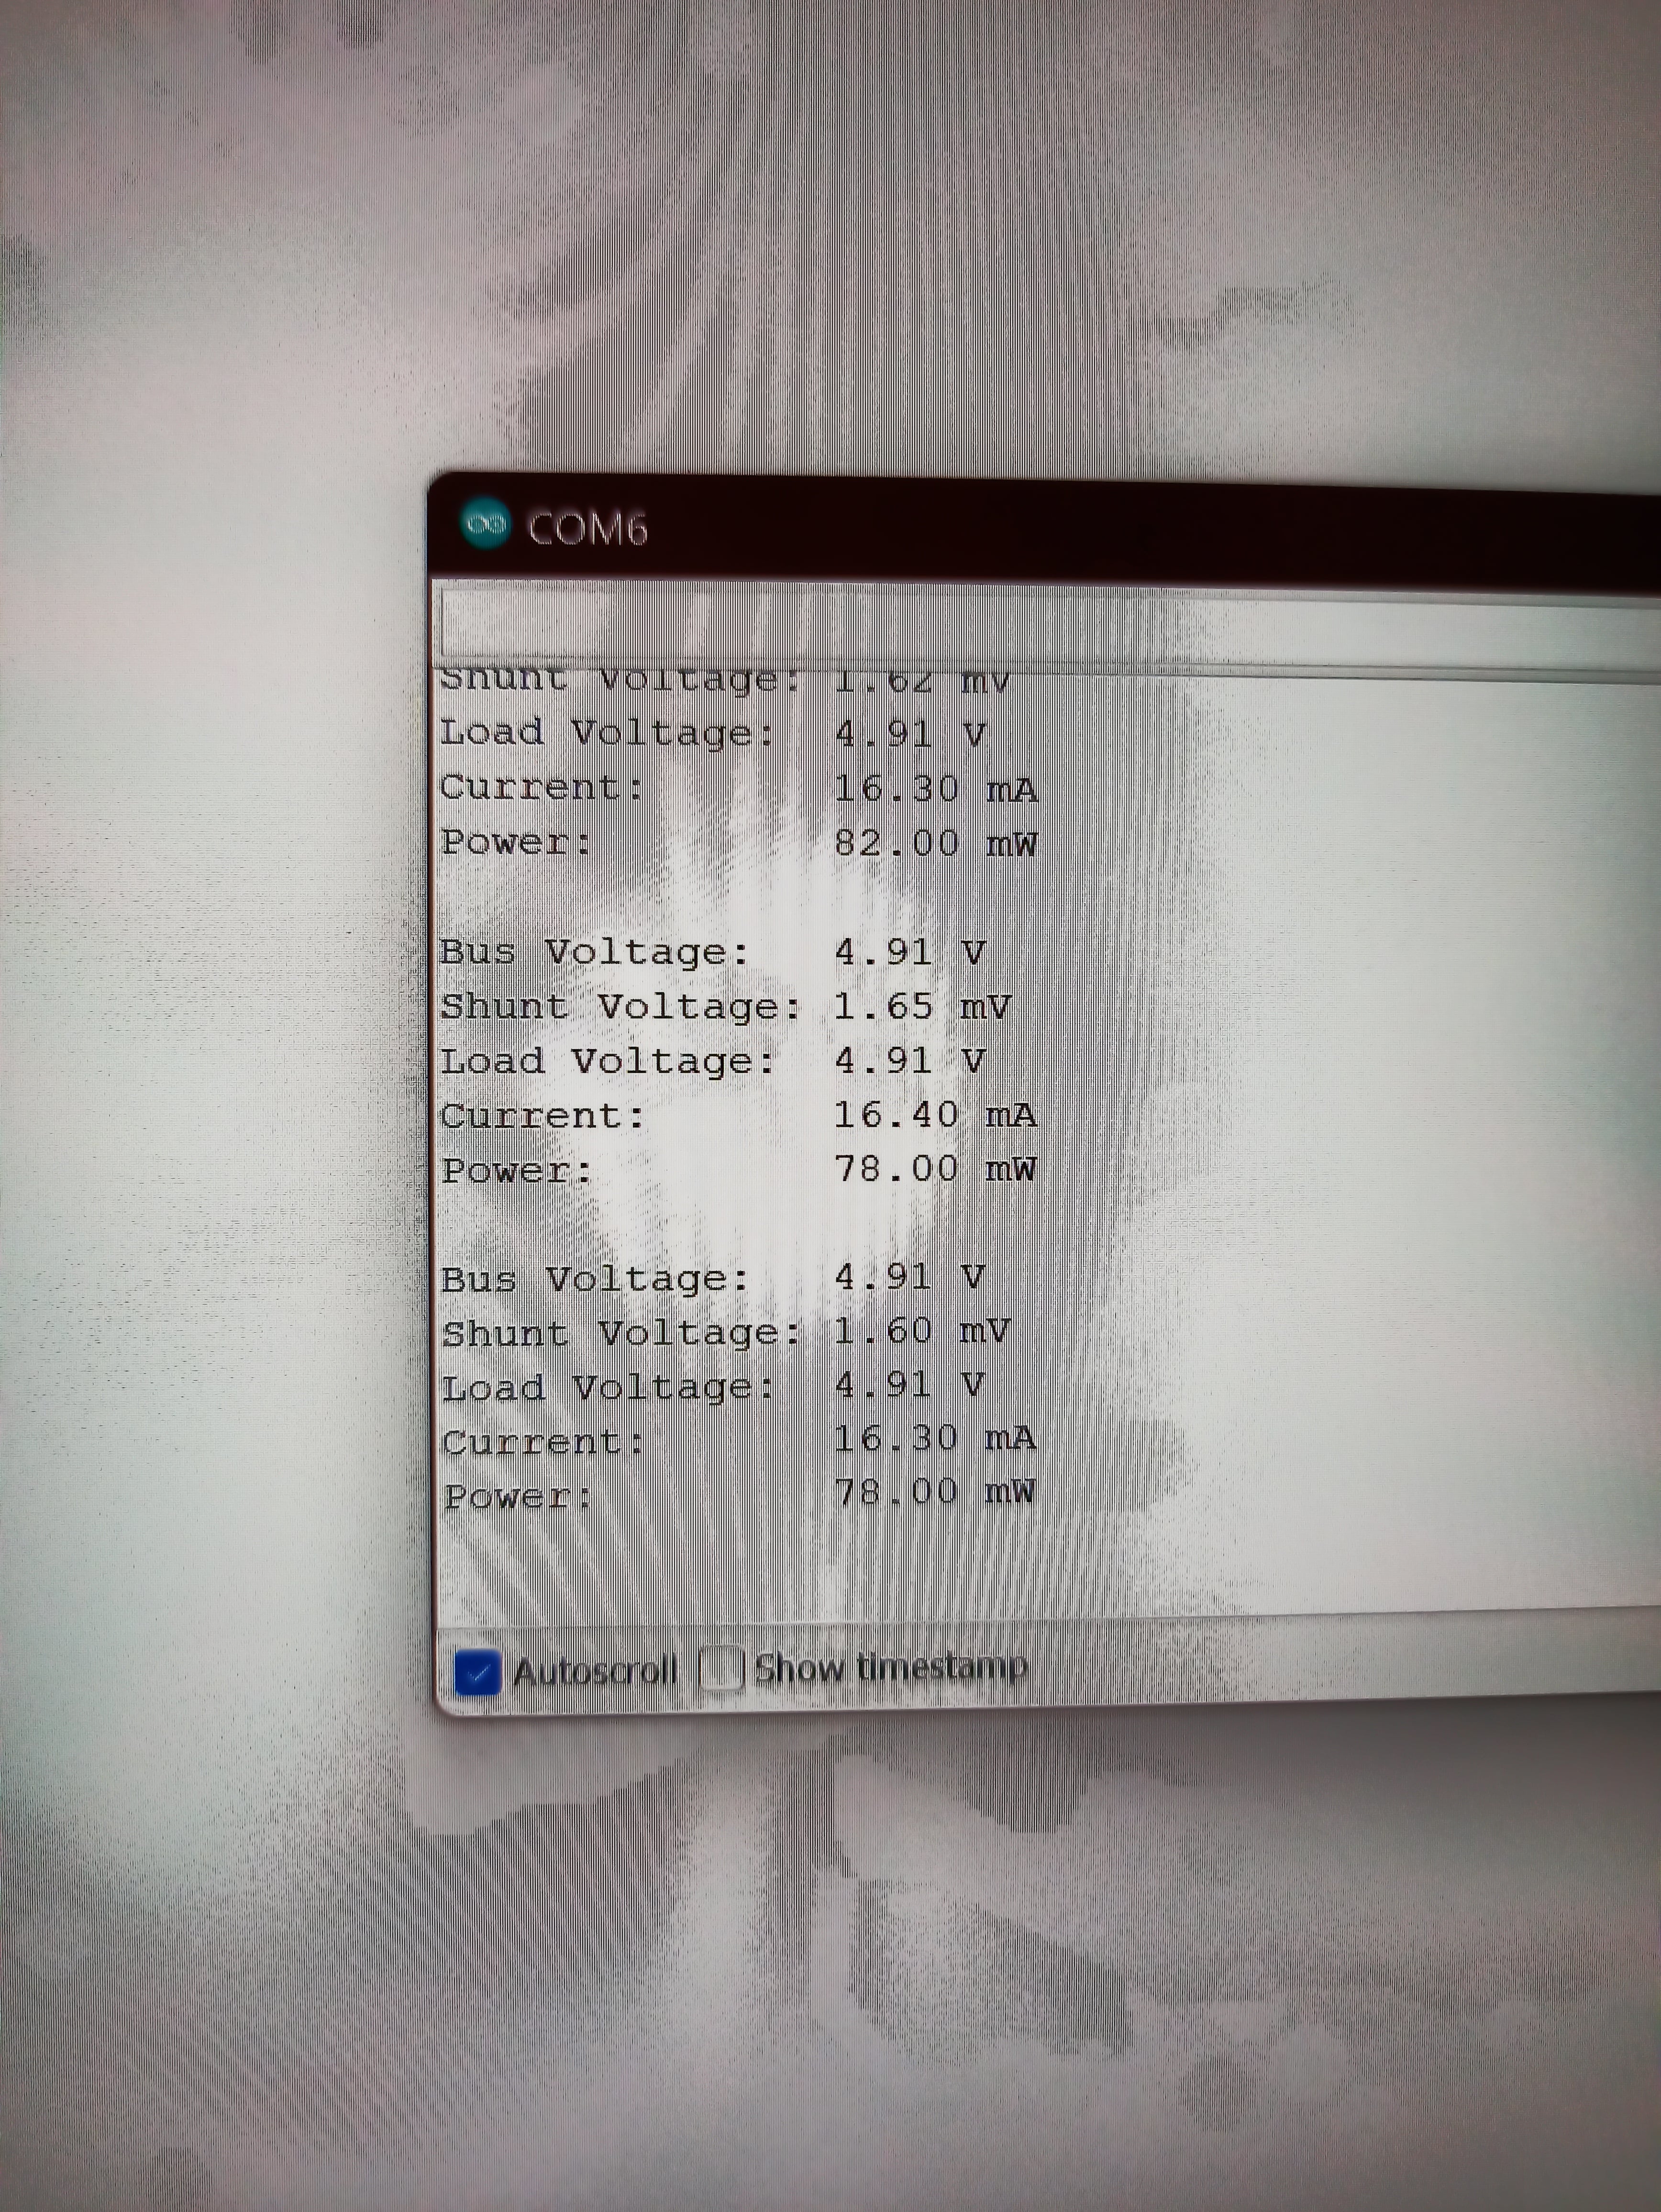 COM6
Shunt Voltage: 1.62 mV
Load Voltage: 4.91 V
Current: 16.30 mA
Power: 82.00 mW
Bus Voltage: 4.91 V
Shunt Voltage: 1.65 mV
Load Voltage: 4.91 V
Current: 16.40 mA
Power: 78.00 mW
Bus Voltage: 4.91 V
Shunt Voltage: 1.60 mV
Load Voltage: 4.91 V
Current: 16.30 mA
Power: 78.00 mW
Autoscroll Show timestamp